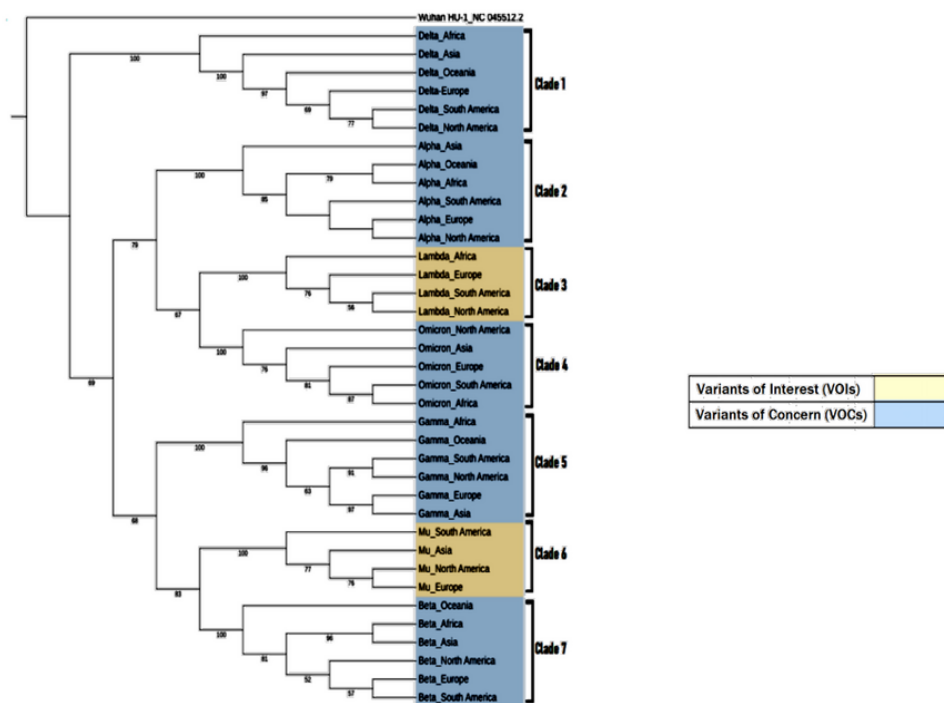 Wuhan HU-1_NC 045512.2
Delta_Africa
100
Delta_Asia
100
Delta_Oceania
97
Delta-Europe
69
Delta_South America
77
Delta_North America
Clade 1
Alpha_Asia
100
Alpha_Oceania
79
Alpha_Africa
85
Alpha_South America
Alpha_Europe
Alpha_North America
Clade 2
79
Lambda_Africa
100
Lambda_Europe
76
Lambda_South America
Lambda_North America
Clade 3
67
Omicron_North America
100
Omicron_Asia
76
Omicron_Europe
81
Omicron_South America
87
Omicron_Africa
Clade 4
69
Gamma_Africa
100
Gamma_Oceania
96
Gamma_South America
91
Gamma_North America
63
Gamma_Europe
97
Gamma_Asia
Clade 5
68
Mu_South America
100
Mu_Asia
77
Mu_North America
76
Mu_Europe
Clade 6
83
Beta_Oceania
100
Beta_Africa
96
Beta_Asia
81
Beta_North America
52
Beta_Europe
57
Beta_South America
Clade 7
Variants of Interest (VOIs)
Variants of Concern (VOCs)